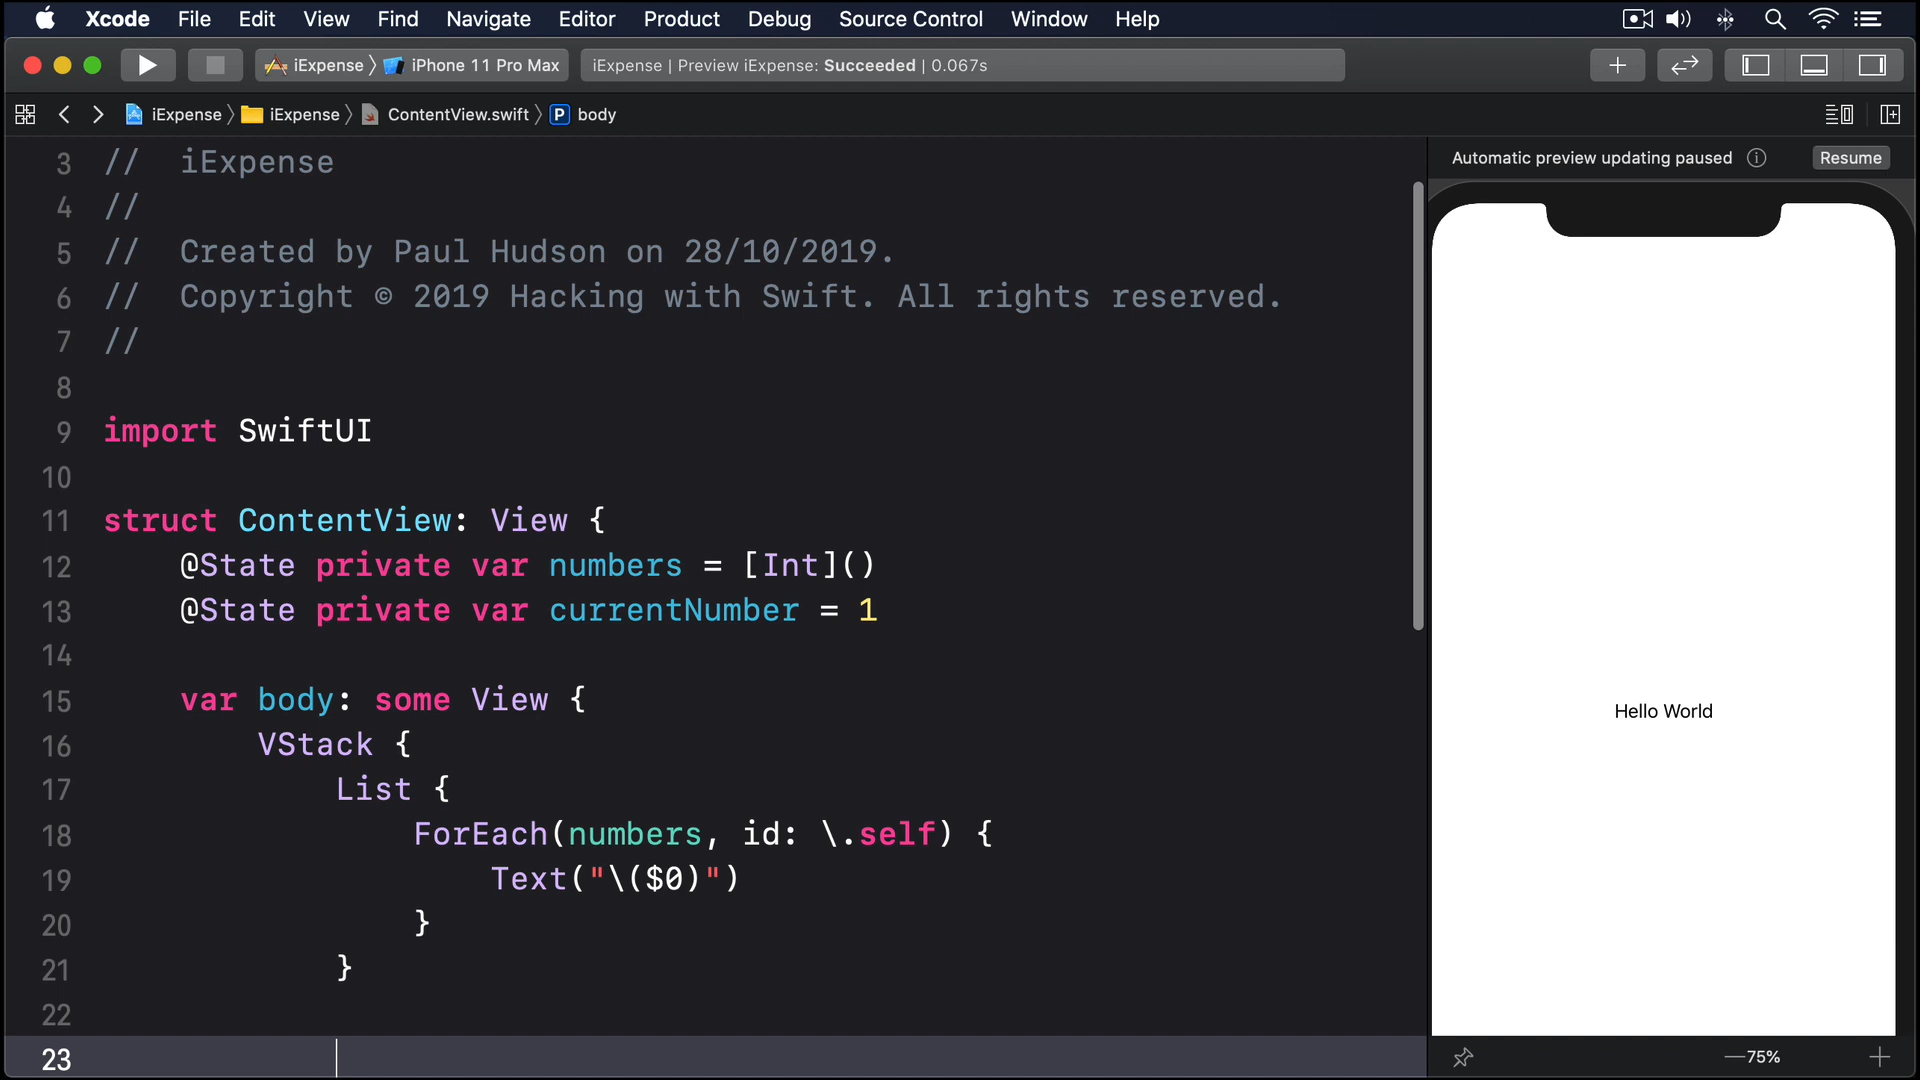 Xcode File Edit View Find Navigate Editor Product Debug Source Control Window Help
iExpense 〉 iPhone 11 Pro Max
iExpense | Preview iExpense: Succeeded | 0.067s
iExpense 〉 iExpense 〉 ContentView.swift 〉 P body
Automatic preview updating paused Resume
3 //  iExpense
4 //
5 //  Created by Paul Hudson on 28/10/2019.
6 //  Copyright © 2019 Hacking with Swift. All rights reserved.
7 //
8
9 import SwiftUI
10
11 struct ContentView: View {
12     @State private var numbers = [Int]()
13     @State private var currentNumber = 1
14
15     var body: some View {
16         VStack {
17             List {
18                 ForEach(numbers, id: \.self) {
19                     Text("\($0)")
20                 }
21             }
22
23
Hello World
75%